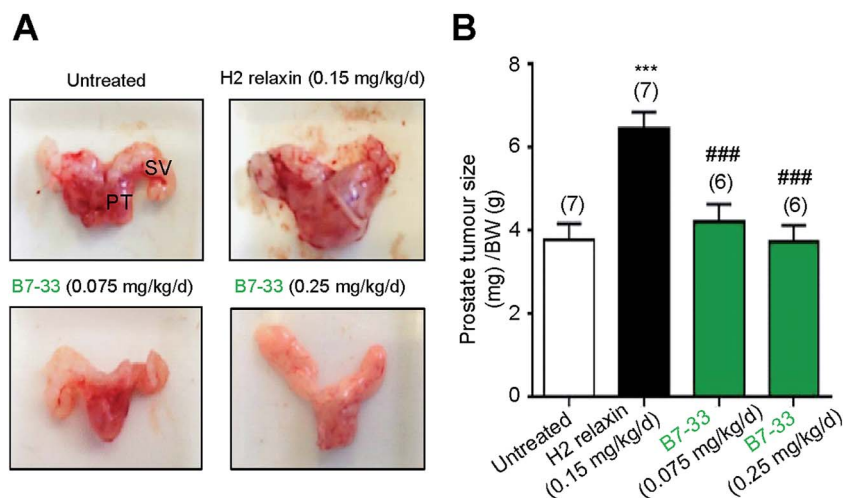 A
Untreated
H2 relaxin (0.15 mg/kg/d)
SV
PT
B7-33 (0.075 mg/kg/d)
B7-33 (0.25 mg/kg/d)
B
Prostate tumour size
(mg) /BW (g)
8
6
4
2
0
(7)
***
(7)
###
(6)
###
(6)
Untreated
H2 relaxin
(0.15 mg/kg/d)
B7-33
(0.075 mg/kg/d)
B7-33
(0.25 mg/kg/d)